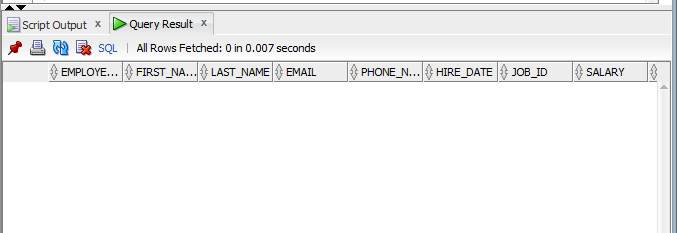 Script Output x Query Result x
SQL | All Rows Fetched: 0 in 0.007 seconds
EMPLOYE... FIRST_NA... LAST_NAME EMAIL PHONE_N... HIRE_DATE JOB_ID SALARY